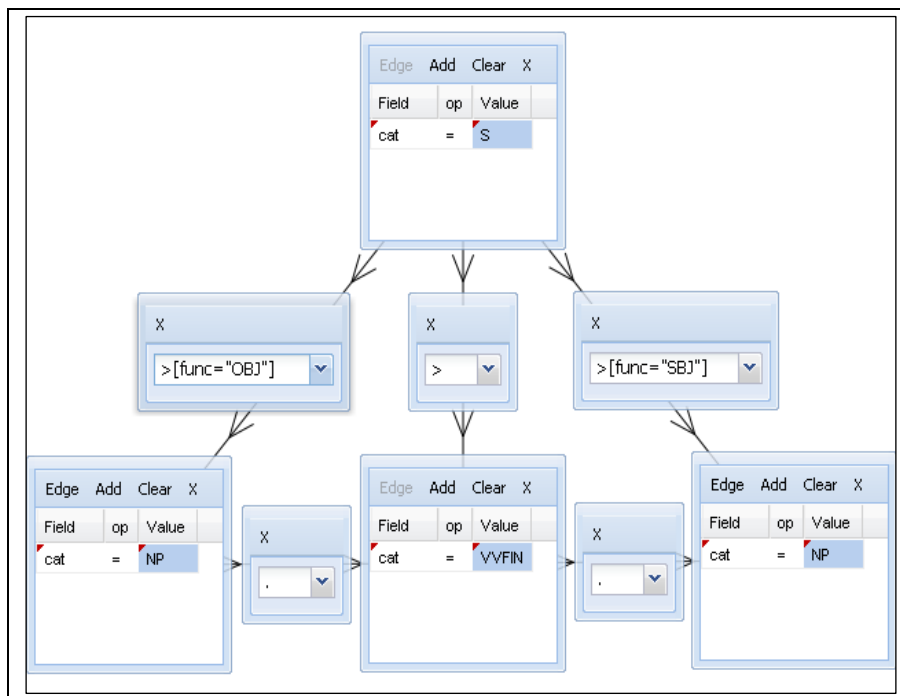 Edge Add Clear X
Field op Value
cat = S
X
>[func="OBJ"]
X
>
X
>[func="SBJ"]
Edge Add Clear X
Field op Value
cat = NP
X
.
Edge Add Clear X
Field op Value
cat = VVFIN
X
.
Edge Add Clear X
Field op Value
cat = NP